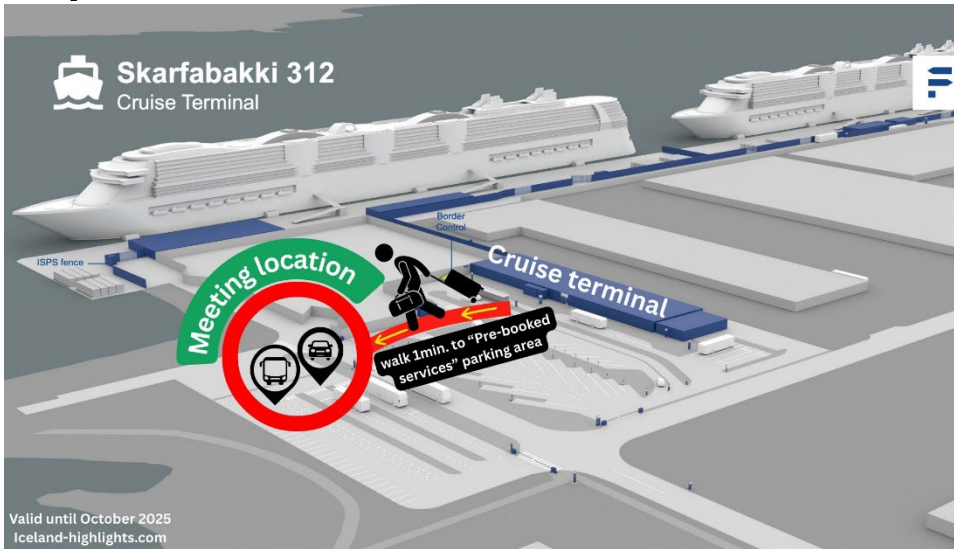 Skarfabakki 312
Cruise Terminal
Border
Control
ISPS fence
Meeting location
Cruise terminal
walk 1min. to “Pre-booked
services” parking area
Valid until October 2025
Iceland-highlights.com